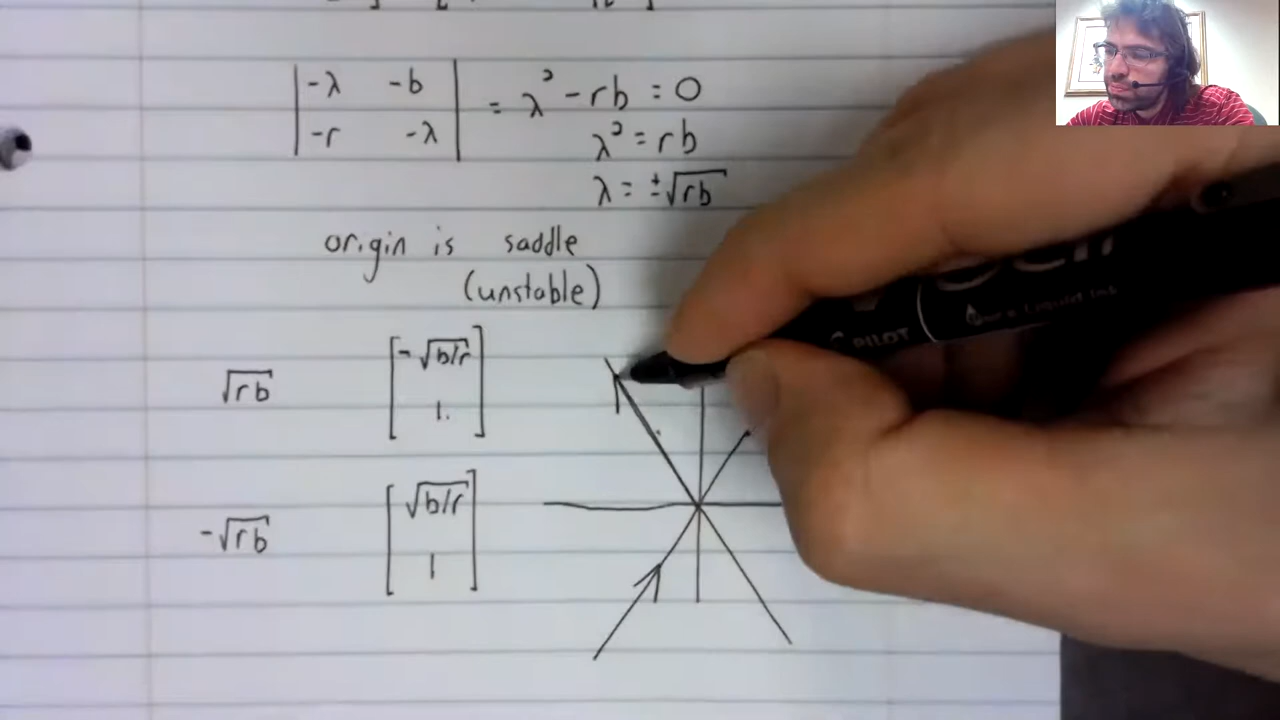 |-λ -b| = λ² - rb = 0
|-r -λ| λ² = rb
λ = ±√rb
origin is saddle
(unstable)
√rb [-√b/r
1.]
-√rb [√b/r
1]
PILOT